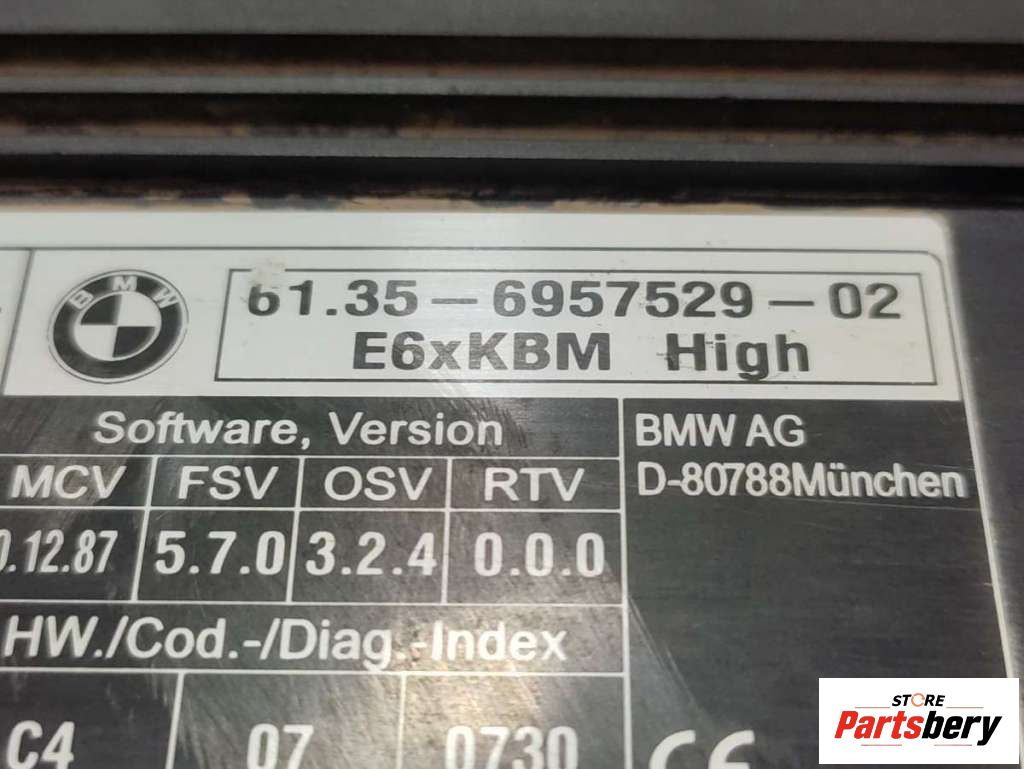 BMW
61.35-6957529-02
E6xKBM High
Software, Version
BMW AG
MCV FSV OSV RTV
D-80788München
.12.87 5.7.0 3.2.4 0.0.0
HW./Cod.-/Diag.-Index
C4 07 0730
CE
STORE
Partsbery